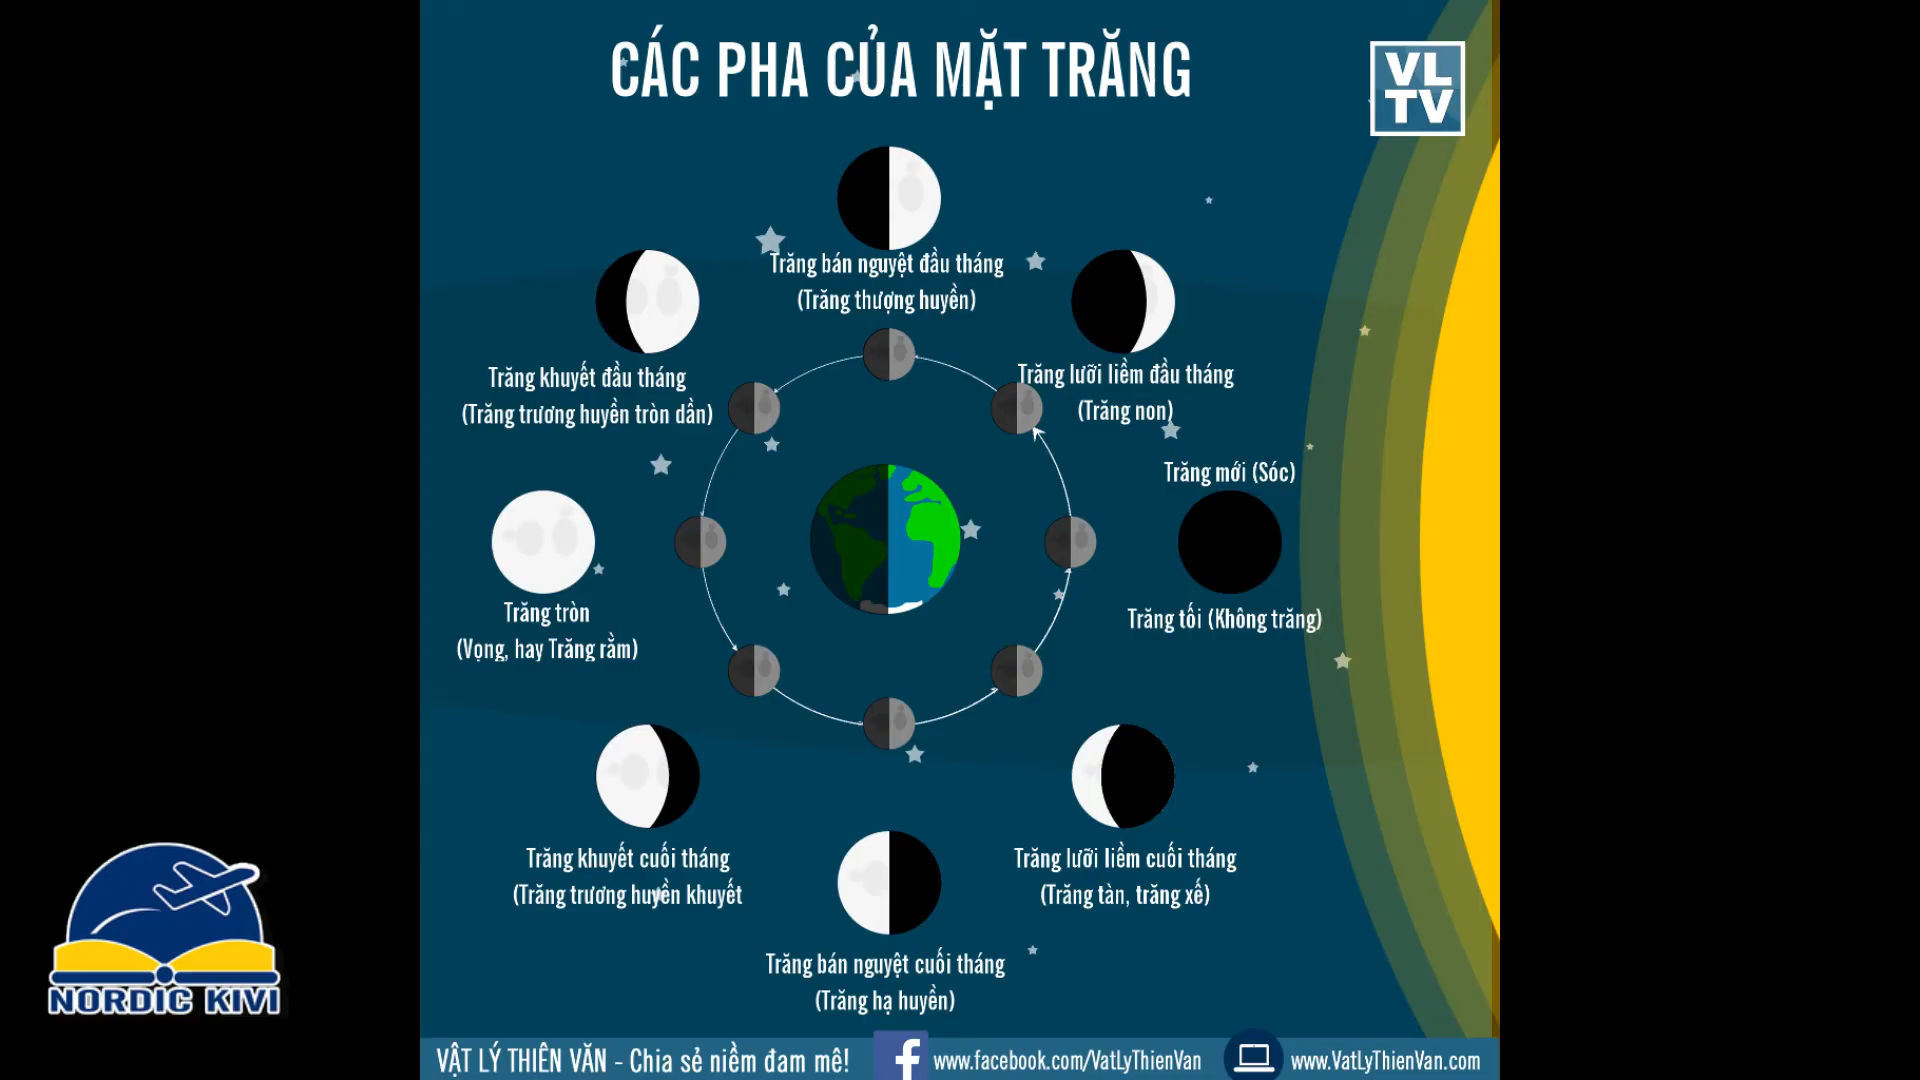 CÁC PHA CỦA MẶT TRĂNG
VL
TV
Trăng bán nguyệt đầu tháng
(Trăng thượng huyền)
Trăng khuyết đầu tháng
(Trăng trương huyền tròn dần)
Trăng lưỡi liềm đầu tháng
(Trăng non)
Trăng mới (Sóc)
Trăng tối (Không trăng)
Trăng tròn
(Vọng, hay Trăng rằm)
Trăng khuyết cuối tháng
(Trăng trương huyền khuyết
Trăng lưỡi liềm cuối tháng
(Trăng tàn, trăng xế)
Trăng bán nguyệt cuối tháng
(Trăng hạ huyền)
NORDIC KIVI
VẬT LÝ THIÊN VĂN - Chia sẻ niềm đam mê!
www.facebook.com/VatLyThienVan
www.VatLyThienVan.com